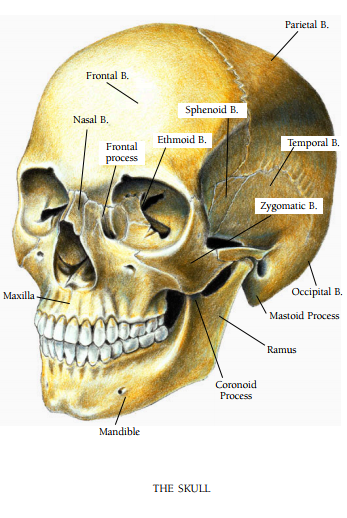 Parietal B.
Frontal B.
Sphenoid B.
Nasal B.
Ethmoid B.
Temporal B.
Frontal
process
Zygomatic B.
Occipital B.
Maxilla
Mastoid Process
Ramus
Coronoid
Process
Mandible
THE SKULL